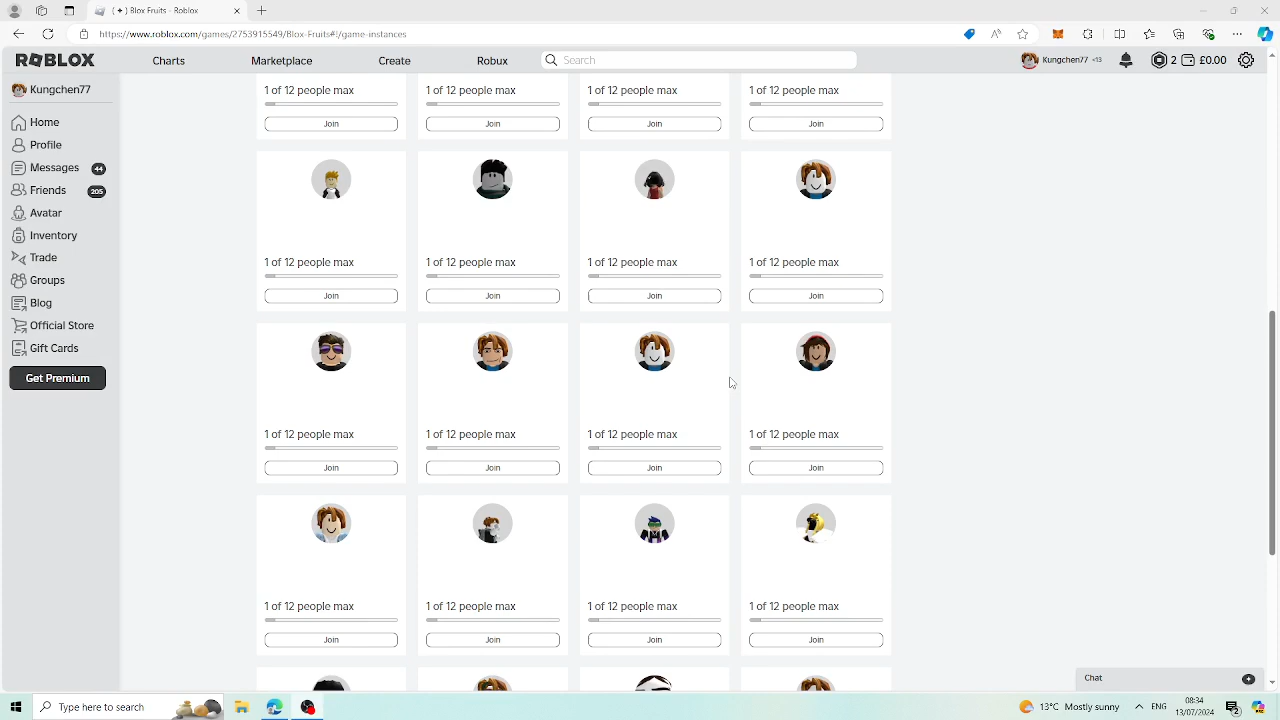 [ + ] Blox Fruits - Roblox
https://www.roblox.com/games/2753915549/Blox-Fruits#!/game-instances
ROBLOX
Charts
Marketplace
Create
Robux
Search
Kungchen77 <13
2
£0.00
Kungchen77
Home
Profile
Messages 44
Friends 205
Avatar
Inventory
Trade
Groups
Blog
Official Store
Gift Cards
Get Premium
1 of 12 people max 1 of 12 people max 1 of 12 people max 1 of 12 people max
Join Join Join Join
1 of 12 people max 1 of 12 people max 1 of 12 people max 1 of 12 people max
Join Join Join Join
1 of 12 people max 1 of 12 people max 1 of 12 people max 1 of 12 people max
Join Join Join Join
1 of 12 people max 1 of 12 people max 1 of 12 people max 1 of 12 people max
Join Join Join Join
Chat
Type here to search
13°C Mostly sunny
ENG
08:34
13/07/2024